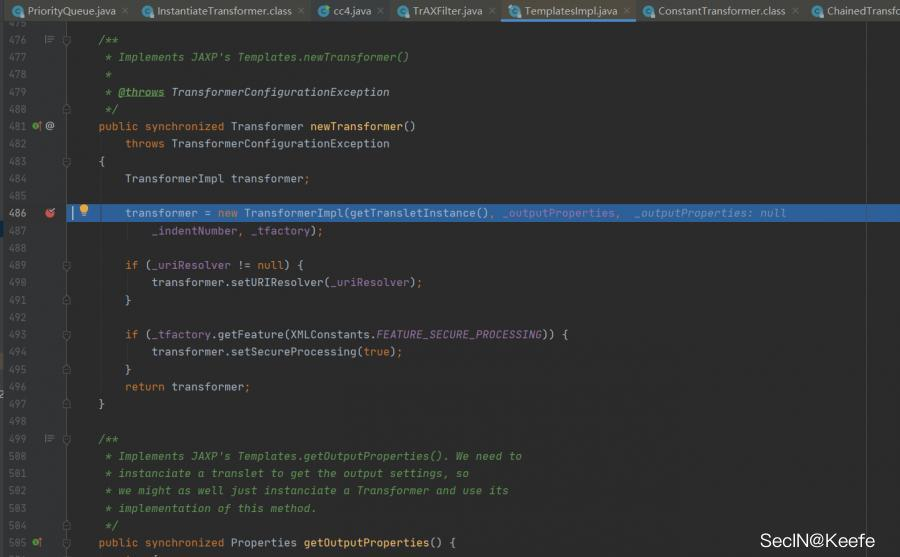 PriorityQueue.java × InstantiateTransformer.class × cc4.java × TrAXFilter.java × TemplatesImpl.java × ConstantTransformer.class × ChainedTransfo
475
476 /**
477 * Implements JAXP's Templates.newTransformer()
478 *
479 * @throws TransformerConfigurationException
480 */
481 @ public synchronized Transformer newTransformer()
482 throws TransformerConfigurationException
483 {
484 TransformerImpl transformer;
485
486 transformer = new TransformerImpl(getTransletInstance(), _outputProperties, _outputProperties: null
487 _indentNumber, _tfactory);
488
489 if (_uriResolver != null) {
490 transformer.setURIResolver(_uriResolver);
491 }
492
493 if (_tfactory.getFeature(XMLConstants.FEATURE_SECURE_PROCESSING)) {
494 transformer.setSecureProcessing(true);
495 }
496 return transformer;
497 }
498
499 /**
500 * Implements JAXP's Templates.getOutputProperties(). We need to
501 * instanciate a translet to get the output settings, so
502 * we might as well just instanciate a Transformer and use its
503 * implementation of this method.
504 */
505 public synchronized Properties getOutputProperties() {
SecIN@Keefe